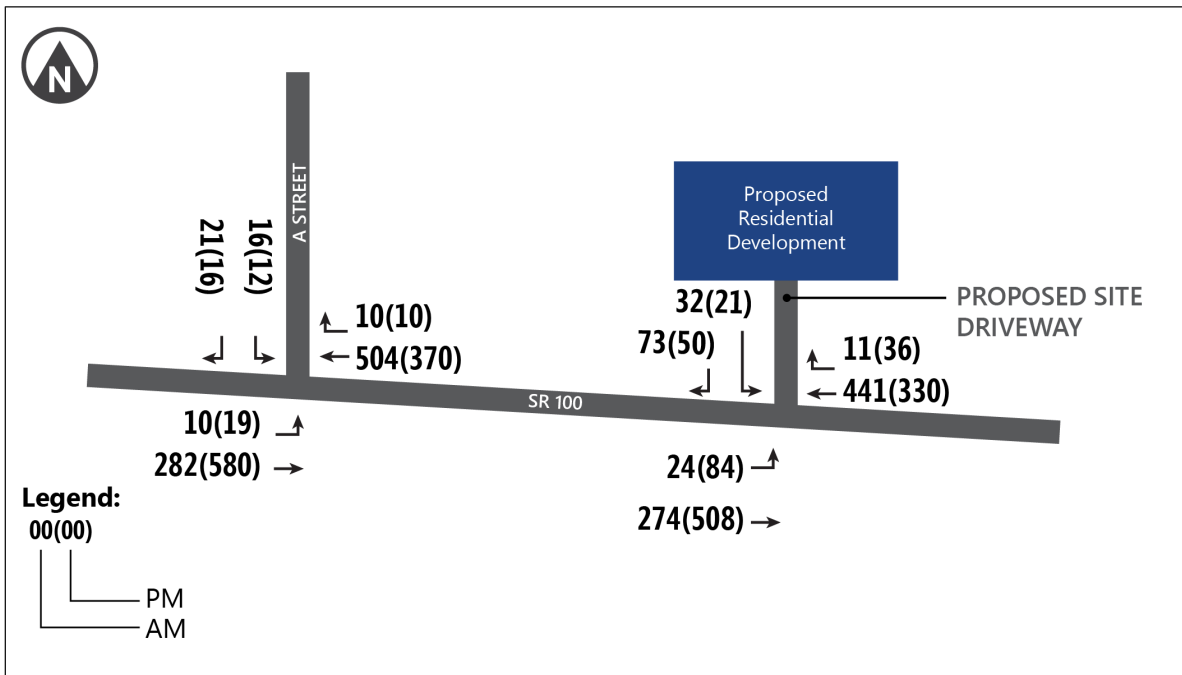 N
A STREET
21(16)
16(12)
10(10)
504(370)
10(19)
282(580)
SR 100
Proposed
Residential
Development
32(21)
73(50)
PROPOSED SITE
DRIVEWAY
11(36)
441(330)
24(84)
274(508)
Legend:
00(00)
PM
AM